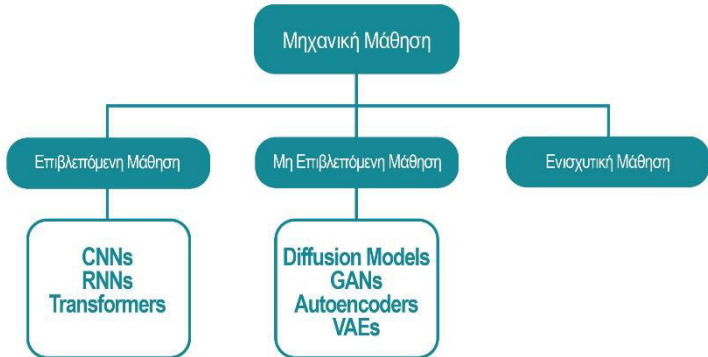 Μηχανική Μάθηση
Επιβλεπόμενη Μάθηση
Μη Επιβλεπόμενη Μάθηση
Ενισχυτική Μάθηση
CNNs
RNNs
Transformers
Diffusion Models
GANs
Autoencoders
VAEs